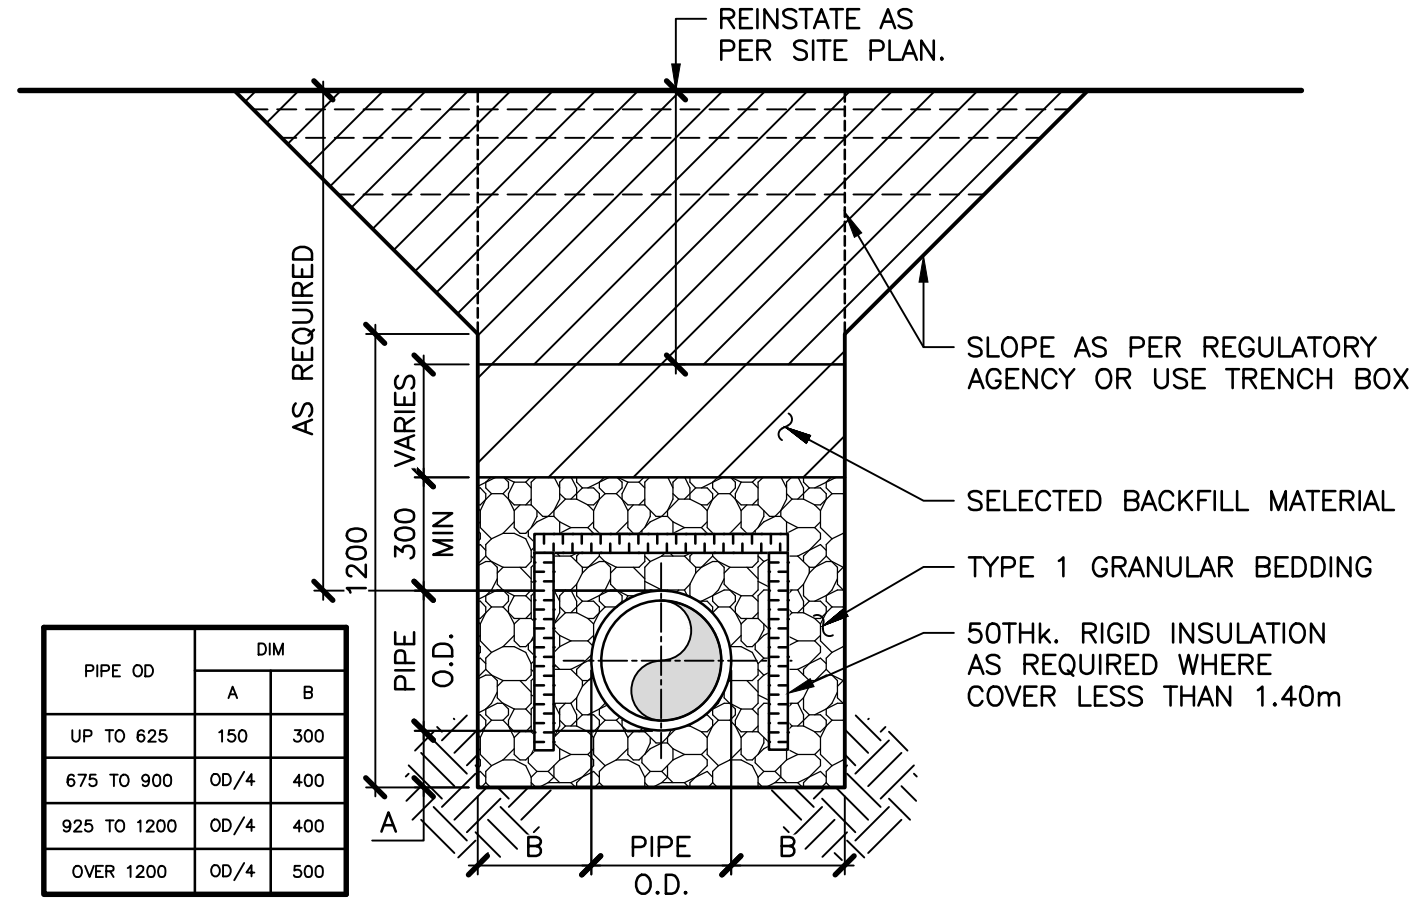 REINSTATE AS
PER SITE PLAN.
AS REQUIRED
1200
VARIES
300
MIN
PIPE
O.D.
A
B
PIPE
O.D.
B
SLOPE AS PER REGULATORY
AGENCY OR USE TRENCH BOX
SELECTED BACKFILL MATERIAL
TYPE 1 GRANULAR BEDDING
50THk. RIGID INSULATION
AS REQUIRED WHERE
COVER LESS THAN 1.40m
PIPE OD DIM
A B
UP TO 625 150 300
675 TO 900 OD/4 400
925 TO 1200 OD/4 400
OVER 1200 OD/4 500